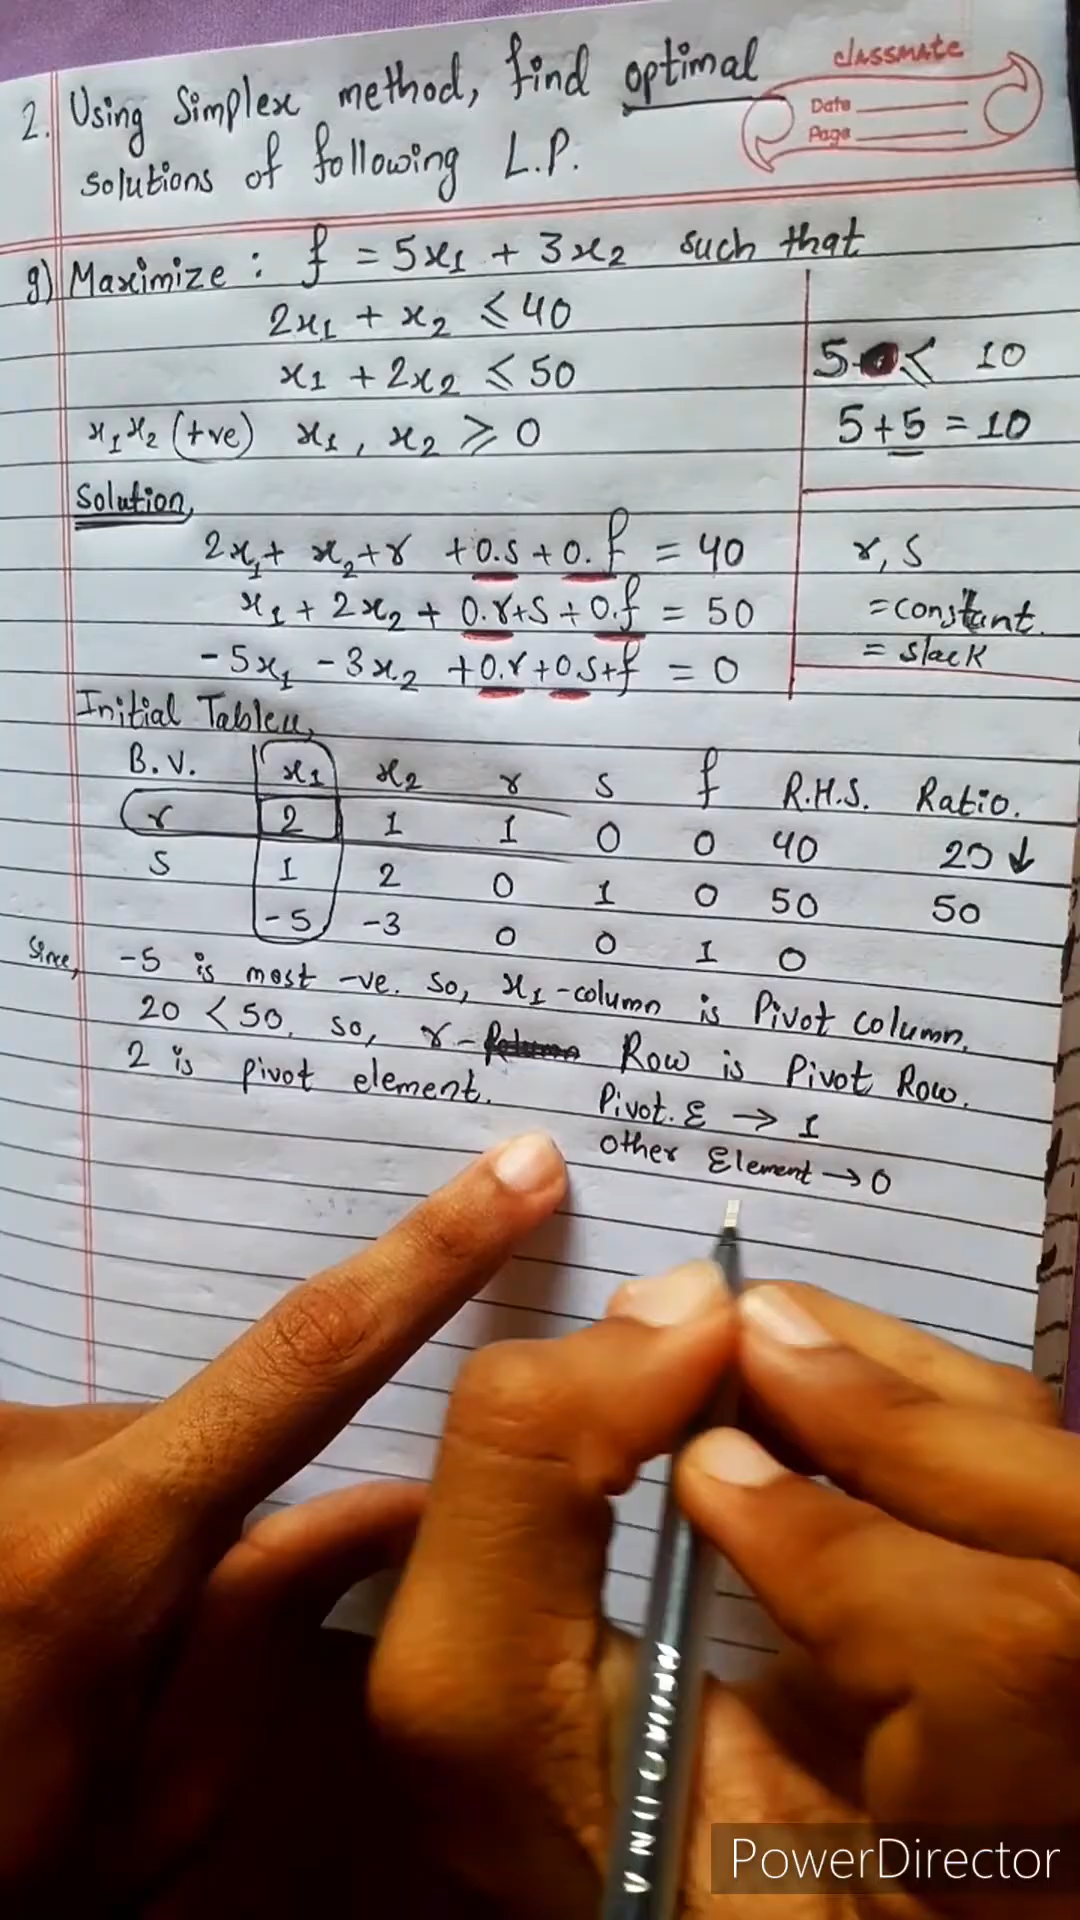 classmate
Date
Page
2. Using Simplex method, find optimal
solutions of following L.P.
g) Maximize : f = 5x₁ + 3x₂ such that
2x₁ + x₂ ≤ 40
x₁ + 2x₂ ≤ 50
x₁ x₂ (+ve) x₁ , x₂ ≥ 0
5 < 10
5 + 5 = 10
Solution,
2x₁ + x₂ + r + 0.s + 0.f = 40
x₁ + 2x₂ + 0.r + s + 0.f = 50
-5x₁ - 3x₂ + 0.r + 0.s + f = 0
r, s
= constant.
= slack
Initial Tableu,
B.V. x₁ x₂ r s f R.H.S. Ratio.
r 2 1 1 0 0 40 20 ↓
s 1 2 0 1 0 50 50
-5 -3 0 0 1 0
Since, -5 is most -ve. so, x₁-column is Pivot column.
20 < 50. so, r- Row is Pivot Row.
2 is pivot element.
Pivot. E → 1
Other Element → 0
PowerDirector